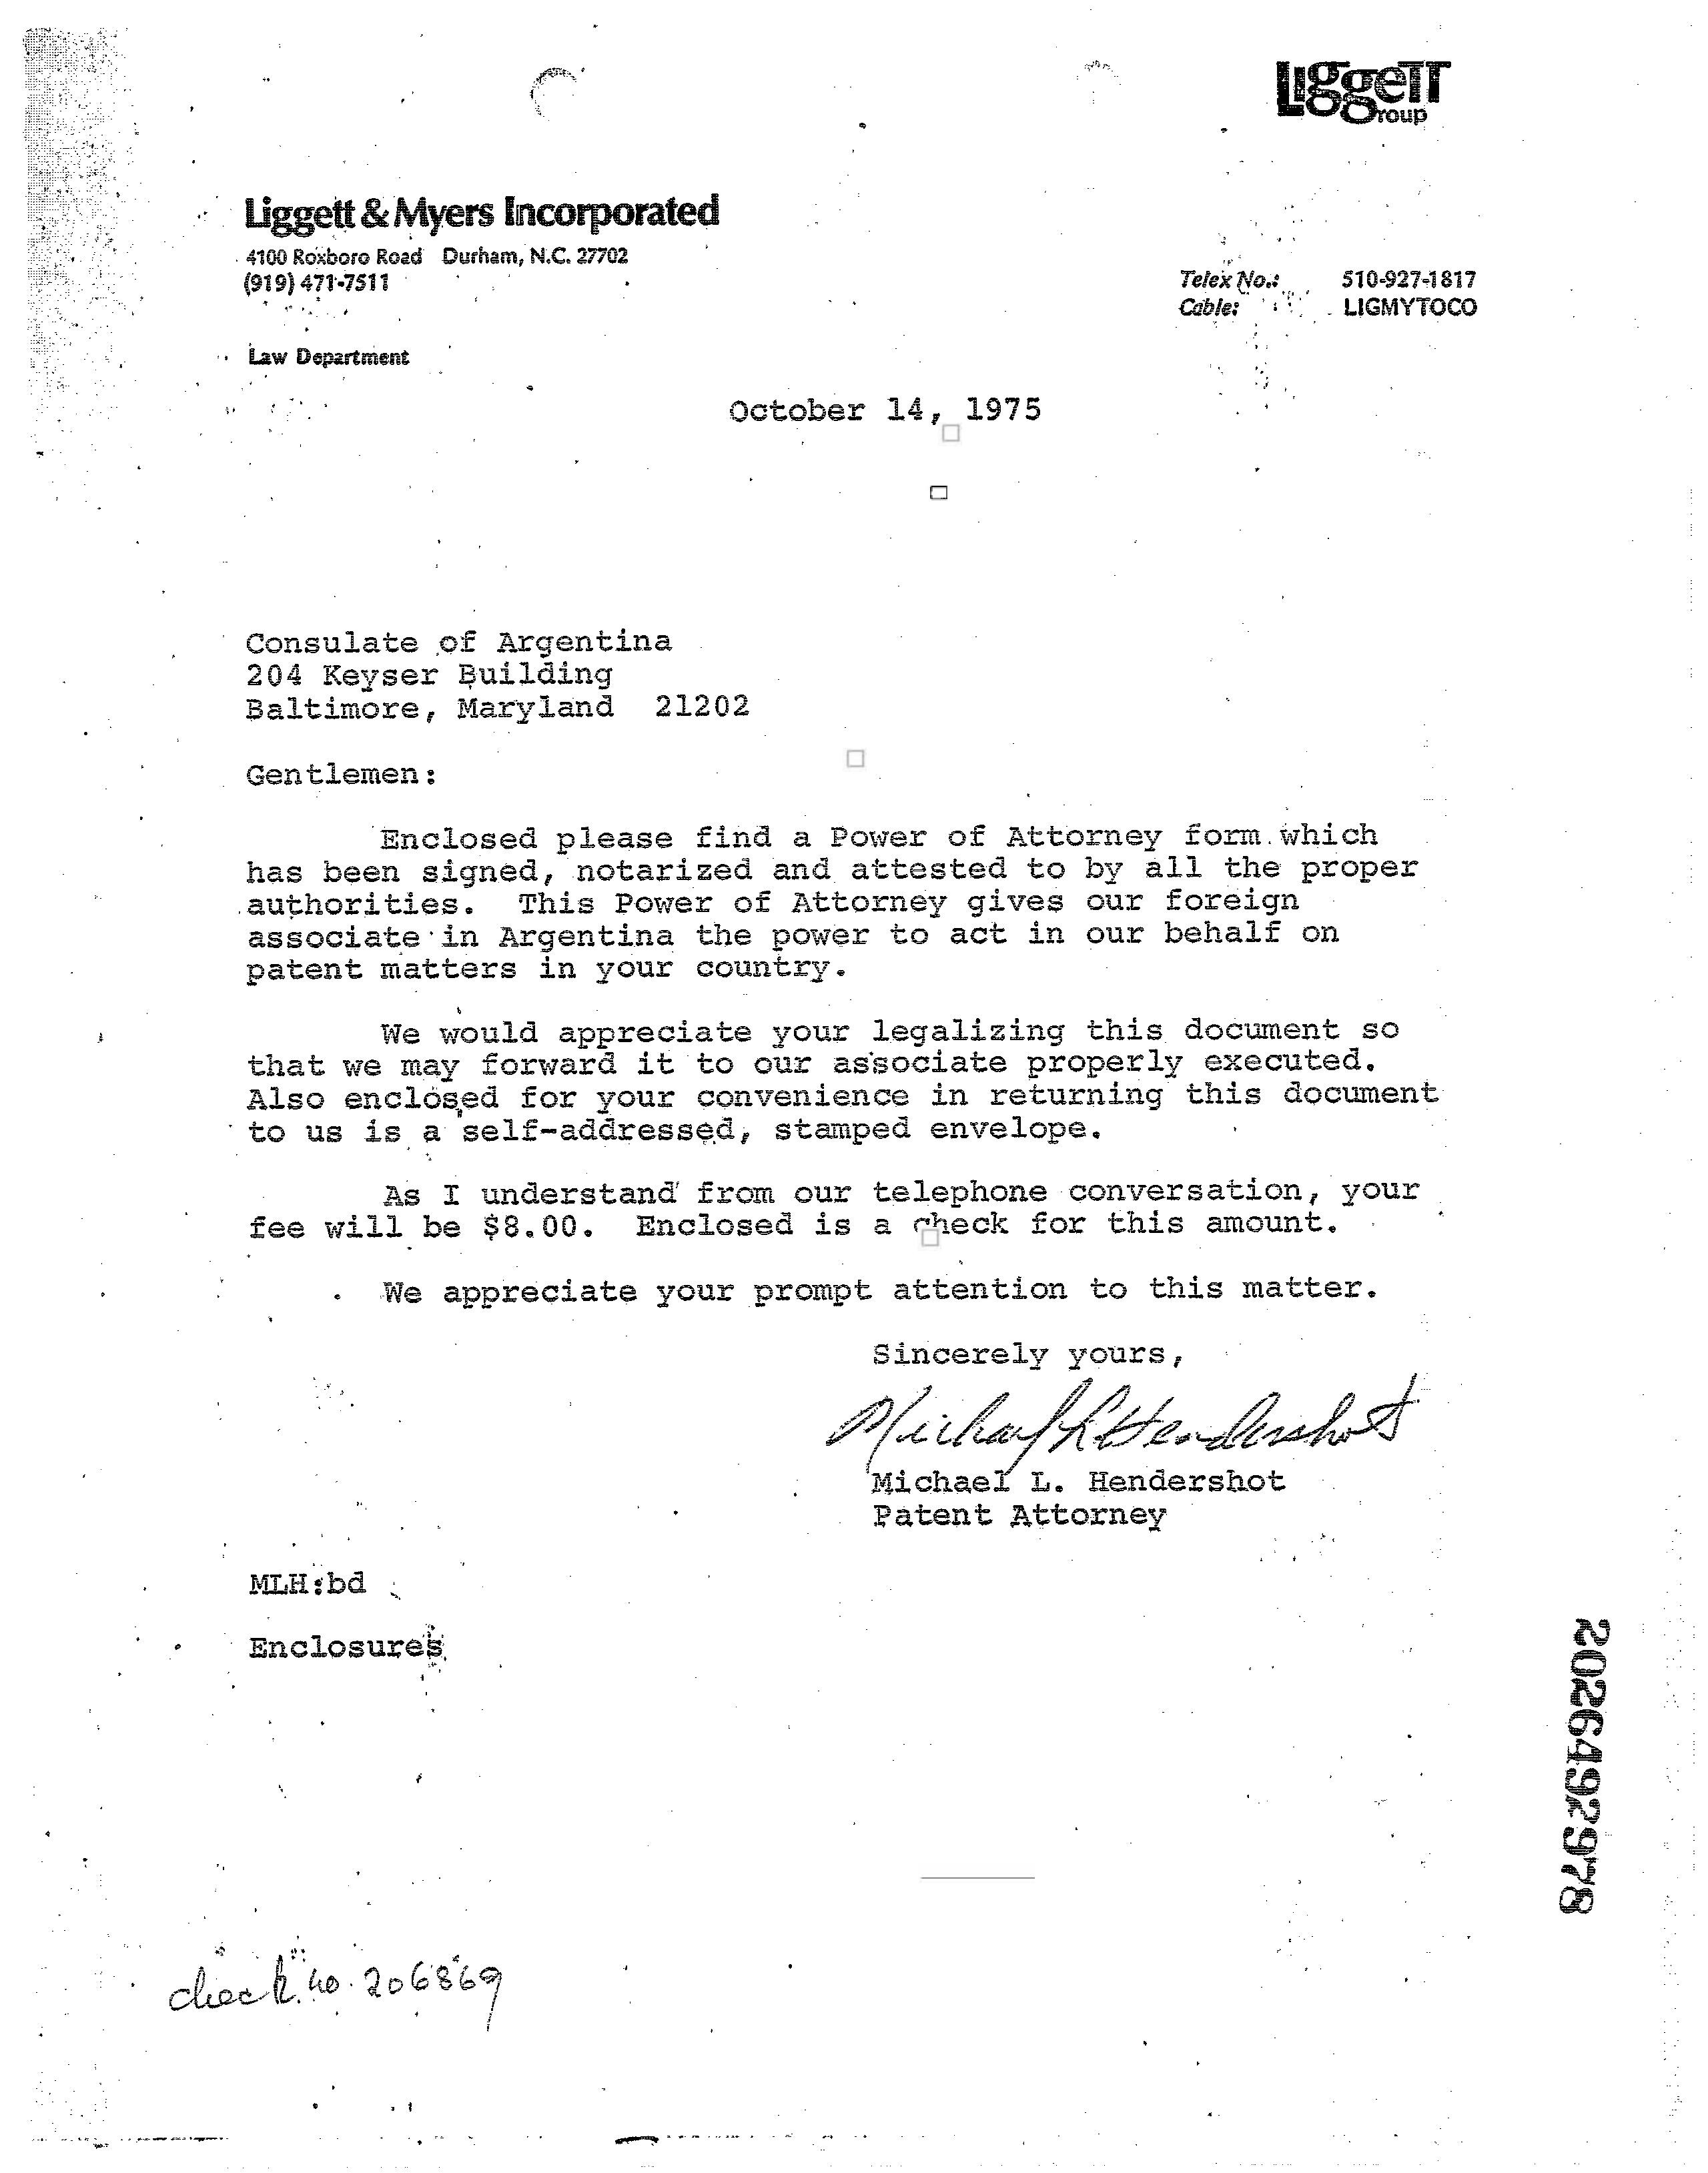 Liggett
Group
Liggett & Myers Incorporated
4100 Roxboro Road Durham, N.C. 27702
(919) 471-7511
Telex No.: 510-927-1817
Cable: LIGMYTOCO
Law Department
October 14, 1975
Consulate of Argentina
204 Keyser Building
Baltimore, Maryland 21202
Gentlemen:
Enclosed please find a Power of Attorney form which
has been signed, notarized and attested to by all the proper
authorities. This Power of Attorney gives our foreign
associate in Argentina the power to act in our behalf on
patent matters in your country.
We would appreciate your legalizing this document so
that we may forward it to our associate properly executed.
Also enclosed for your convenience in returning this document
to us is a self-addressed, stamped envelope.
As I understand from our telephone conversation, your
fee will be $8.00. Enclosed is a check for this amount.
We appreciate your prompt attention to this matter.
Sincerely yours,
Michael L Hendershot
Michael L. Hendershot
Patent Attorney
MLH:bd
Enclosures
2026492978
check no. 206869